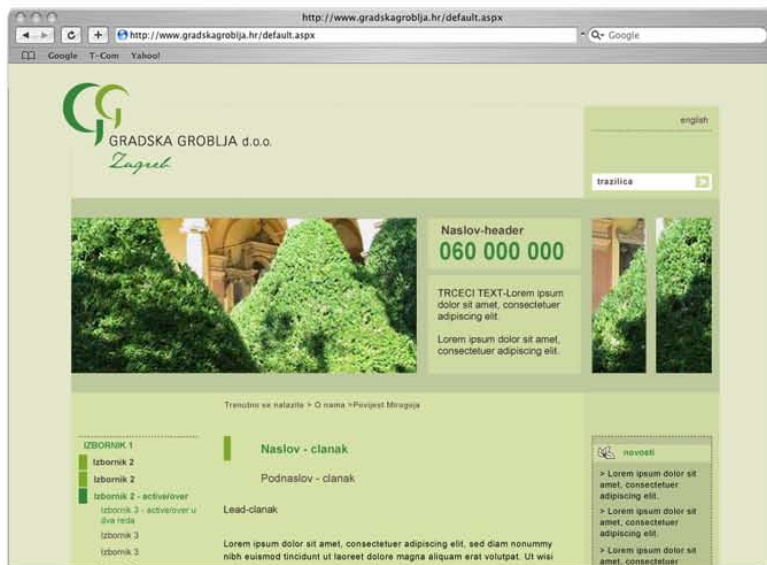 http://www.gradskagroblja.hr/default.aspx
http://www.gradskagroblja.hr/default.aspx
Google
Google T-Com Yahoo!
GRADSKA GROBLJA d.o.o.
Zagreb
english
trazilica
Naslov-header
060 000 000
TRCECI TEXT-Lorem ipsum
dolor sit amet, consectetuer
adipiscing elit.
Lorem ipsum dolor sit amet,
consectetuer adipiscing elit.
Trenutno se nalazite > O nama >Povijest Mirogoja
IZBORNIK 1
Izbornik 2
Izbornik 2
Izbornik 2 - active/over
Izbornik 3 - active/over u
dva reda
Izbornik 3
Izbornik 3
Naslov - clanak
Podnaslov - clanak
Lead-clanak
Lorem ipsum dolor sit amet, consectetuer adipiscing elit, sed diam nonummy
nibh euismod tincidunt ut laoreet dolore magna aliquam erat volutpat. Ut wisi
novosti
> Lorem ipsum dolor sit
amet, consectetuer
adipiscing elit.
> Lorem ipsum dolor sit
amet, consectetuer
adipiscing elit.
> Lorem ipsum dolor sit
amet, consectetuer